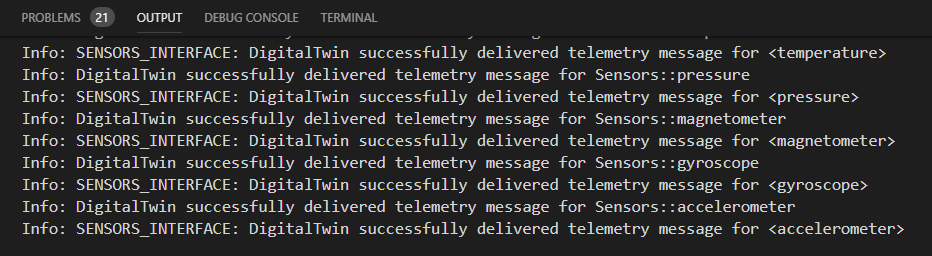 PROBLEMS 21 OUTPUT DEBUG CONSOLE TERMINAL
Info: SENSORS_INTERFACE: DigitalTwin successfully delivered telemetry message for <temperature>
Info: DigitalTwin successfully delivered telemetry message for Sensors::pressure
Info: SENSORS_INTERFACE: DigitalTwin successfully delivered telemetry message for <pressure>
Info: DigitalTwin successfully delivered telemetry message for Sensors::magnetometer
Info: SENSORS_INTERFACE: DigitalTwin successfully delivered telemetry message for <magnetometer>
Info: DigitalTwin successfully delivered telemetry message for Sensors::gyroscope
Info: SENSORS_INTERFACE: DigitalTwin successfully delivered telemetry message for <gyroscope>
Info: DigitalTwin successfully delivered telemetry message for Sensors::accelerometer
Info: SENSORS_INTERFACE: DigitalTwin successfully delivered telemetry message for <accelerometer>